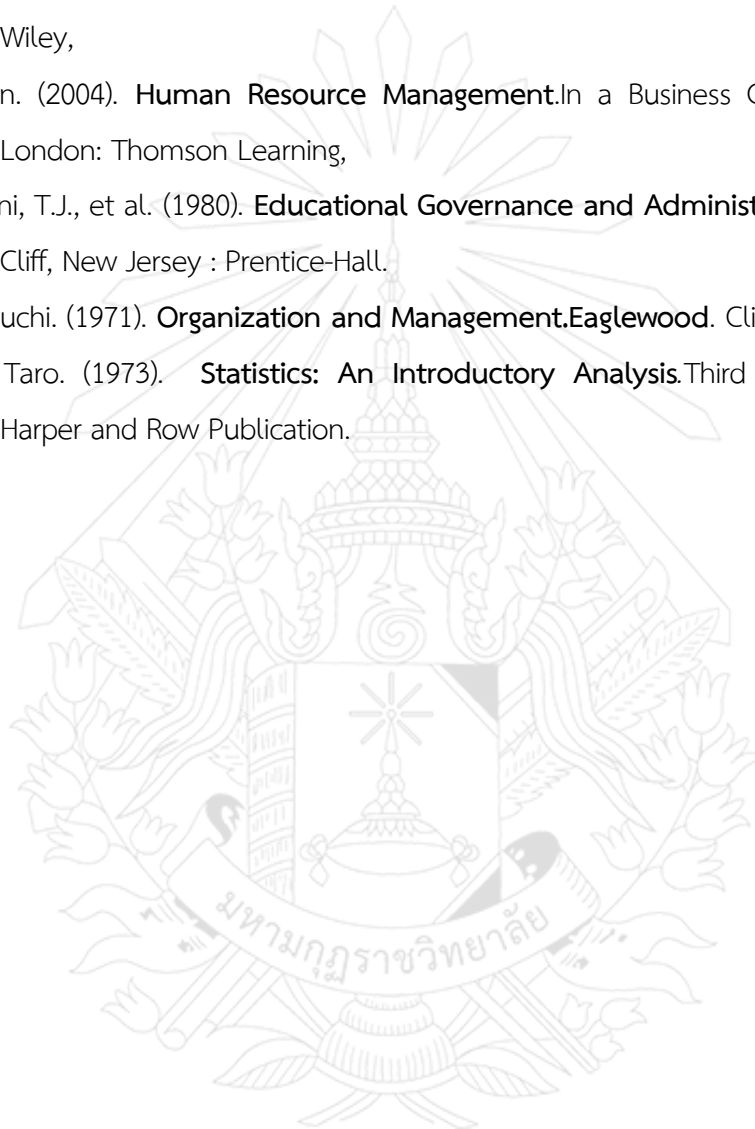 Wiley,
n. (2004). Human Resource Management.In a Business
London: Thomson Learning,
ni, T.J., et al. (1980). Educational Governance and Administ
Cliff, New Jersey : Prentice-Hall.
uchi. (1971). Organization and Management.Eaglewood. Cli
Taro. (1973). Statistics: An Introductory Analysis.Third
Harper and Row Publication.
มหามกุฏราชวิทยาลัย